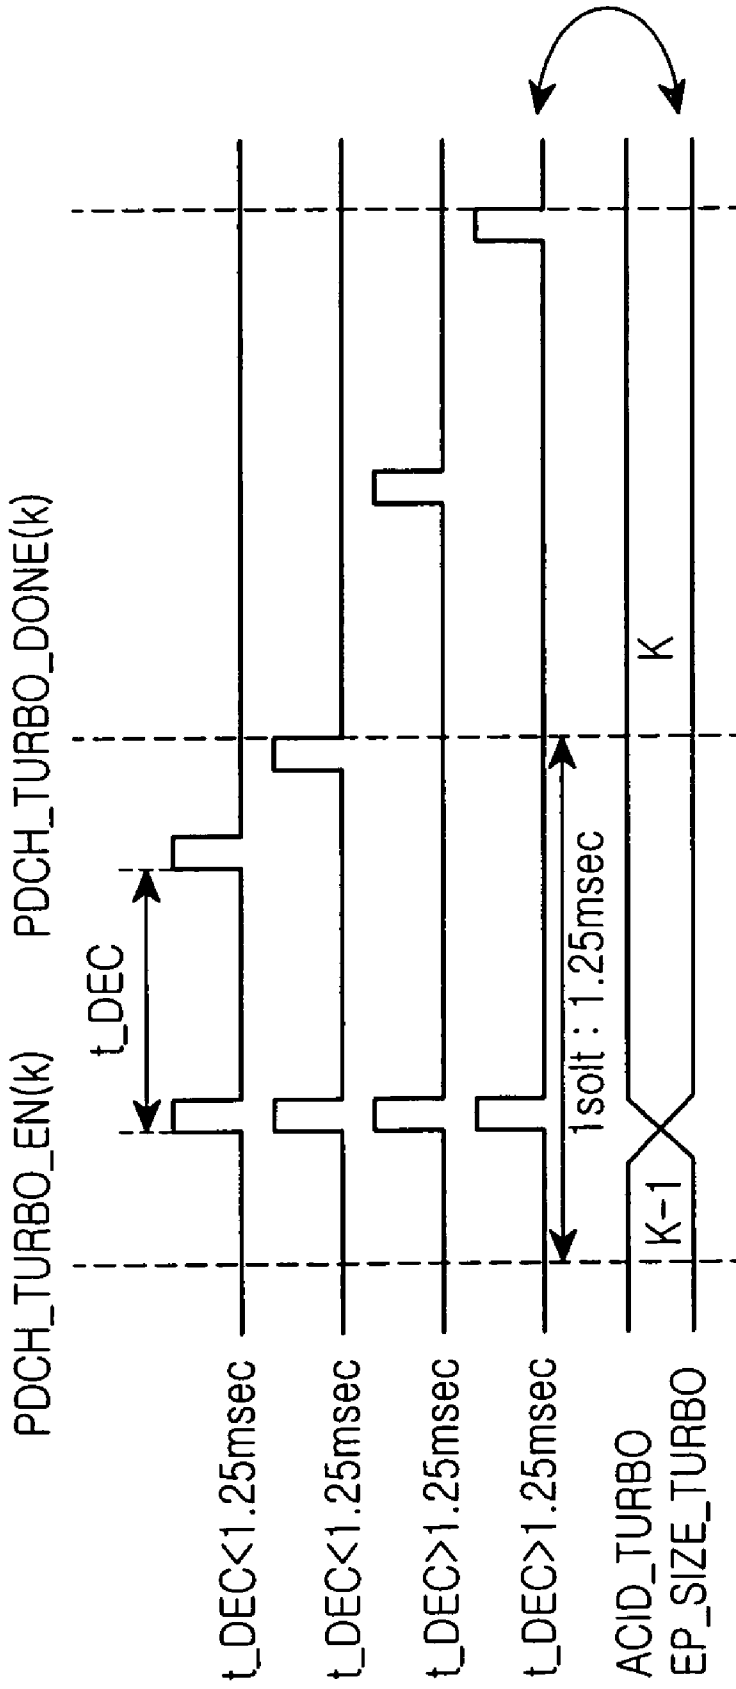 PDCH_TURBO_EN(k) PDCH_TURBO_DONE(k)
t_DEC
t_DEC<1.25msec
t_DEC<1.25msec
t_DEC>1.25msec
t_DEC>1.25msec
1solt : 1.25msec
ACID_TURBO
EP_SIZE_TURBO
K-1
K